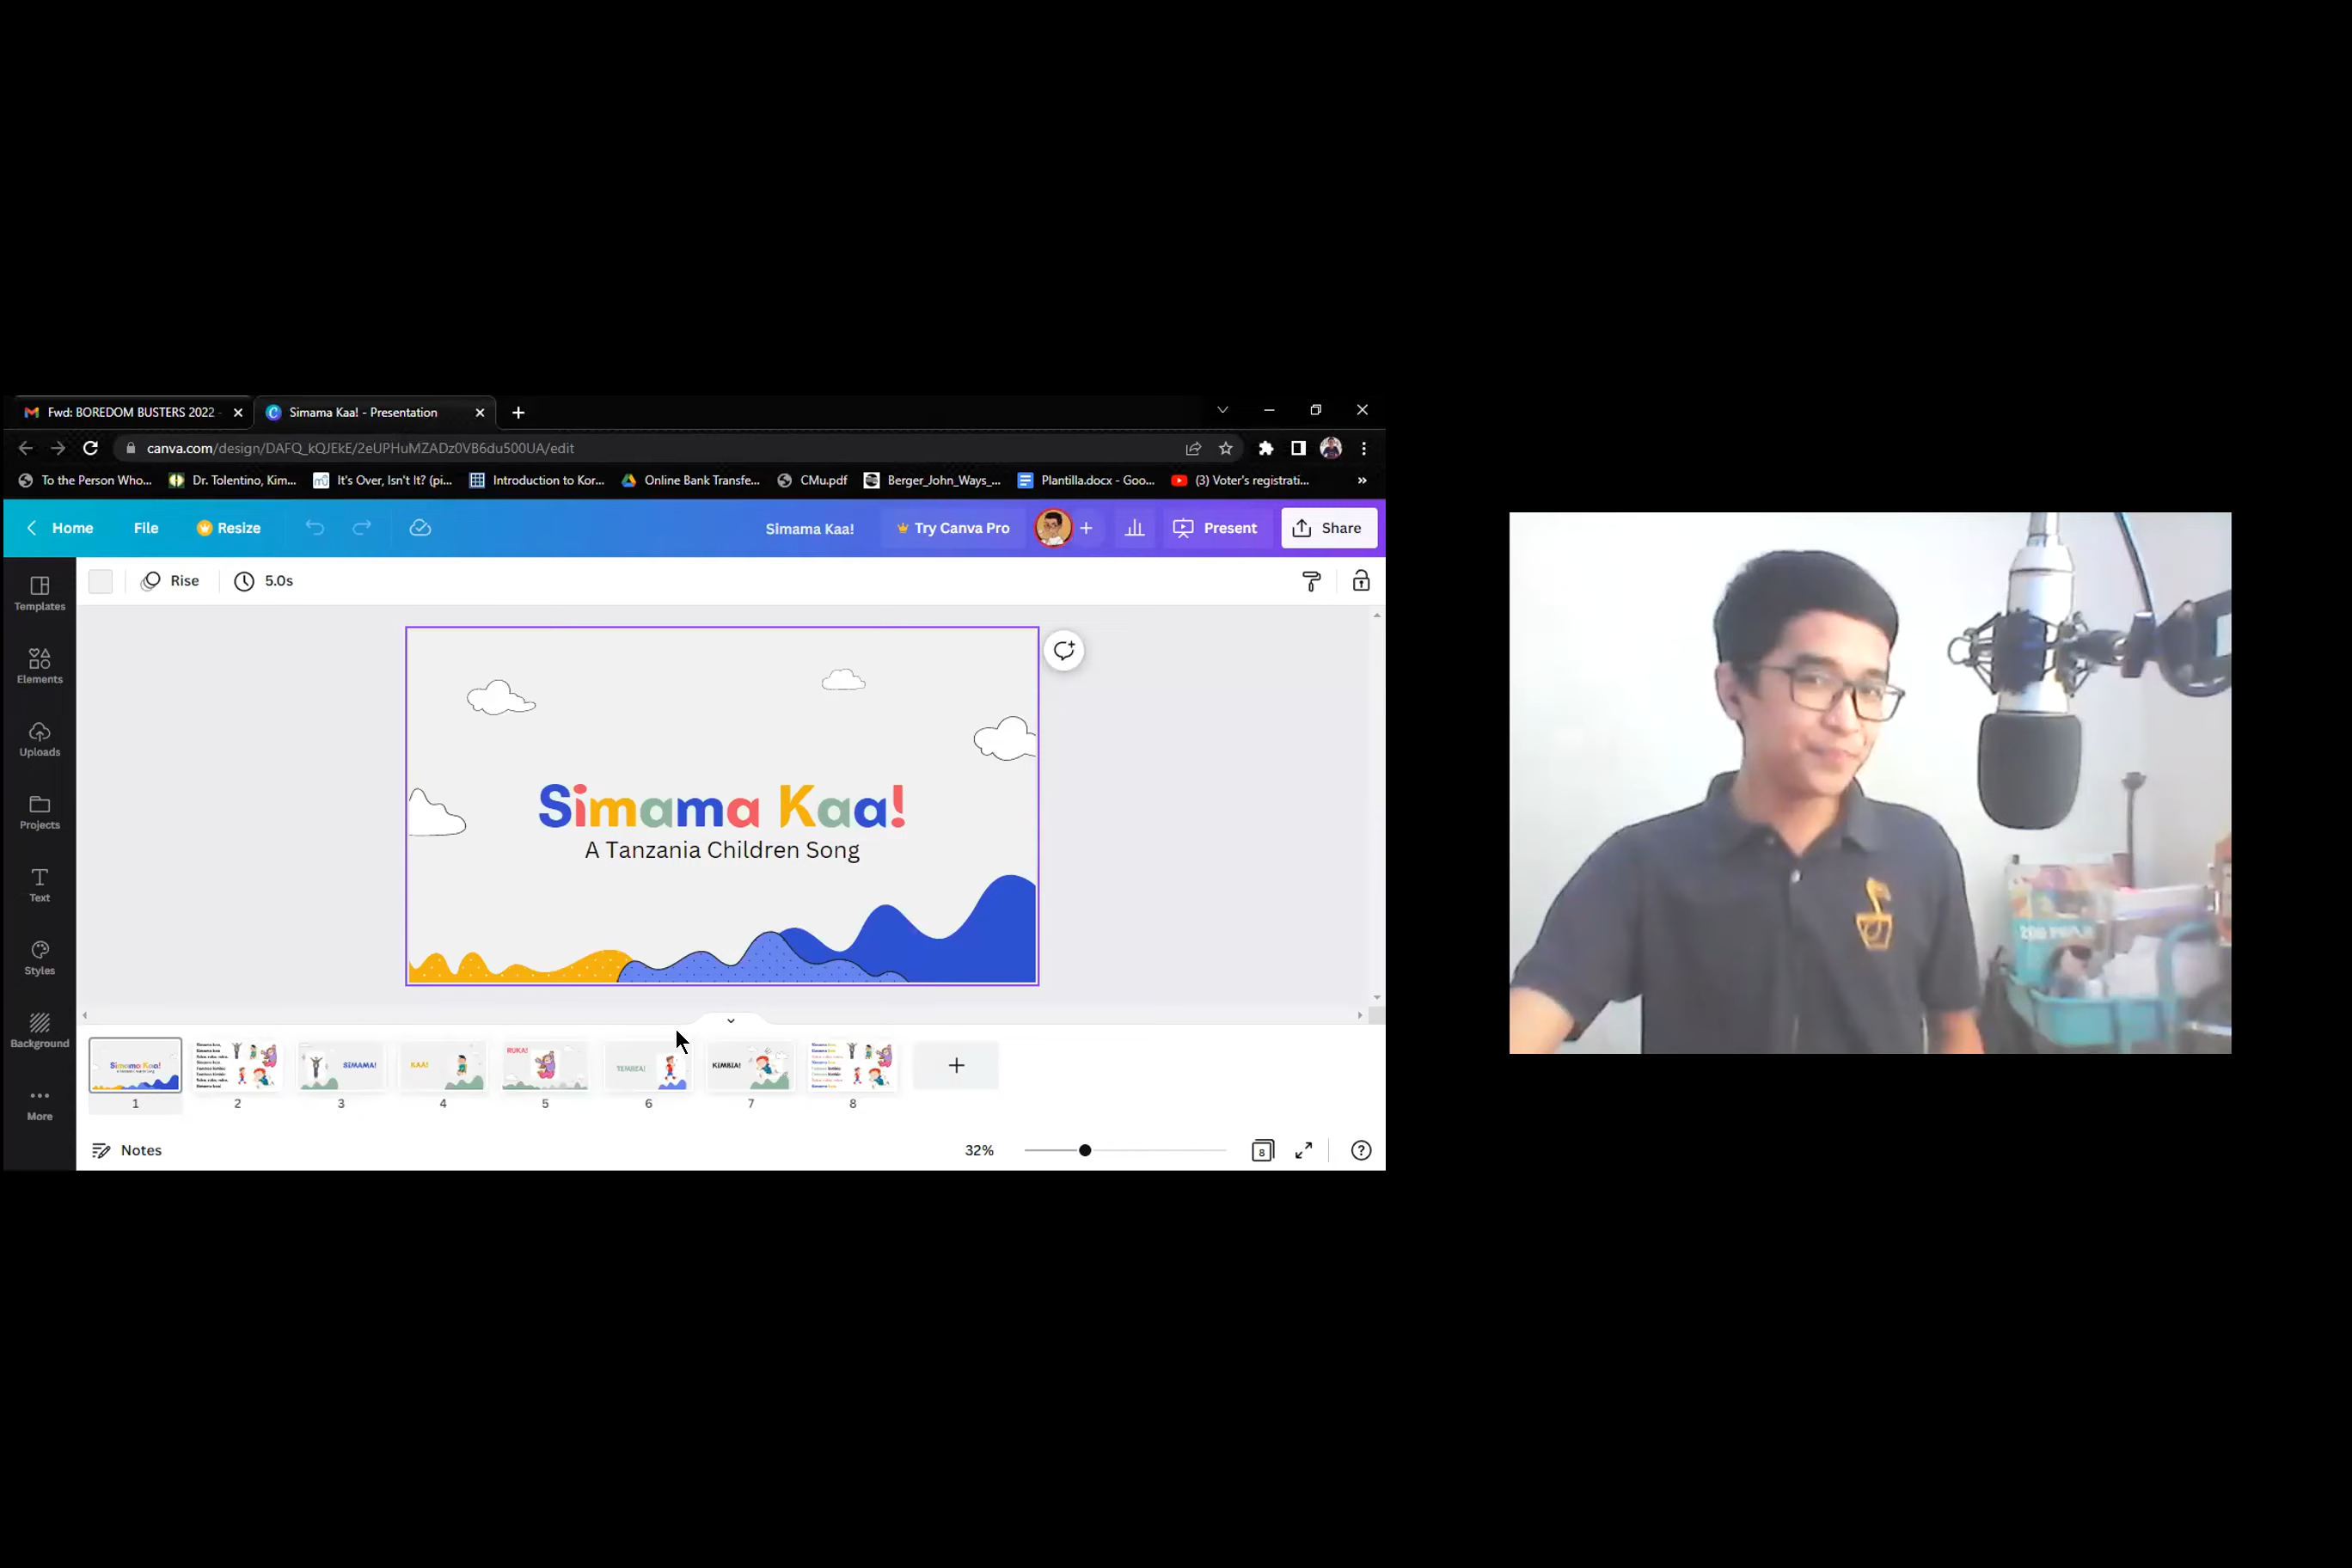 Fwd: BOREDOM BUSTERS 2022 -
Simama Kaa! - Presentation
canva.com/design/DAFQ_kQJEkE/2eUPHuMZADz0VB6du500UA/edit
To the Person Who...
Dr. Tolentino, Kim...
It's Over, Isn't It? (pi...
Introduction to Kor...
Online Bank Transfe...
CMu.pdf
Berger_John_Ways_...
Plantilla.docx - Goo...
(3) Voter's registrati...
Home
File
Resize
Simama Kaa!
Try Canva Pro
Present
Share
Rise
5.0s
Templates
Elements
Uploads
Projects
Text
Styles
Background
More
Simama Kaa!
A Tanzania Children Song
Simama Kaa!
SIMAMA!
KAA!
RUKA!
TEMBEA!
KIMBIA!
1
2
3
4
5
6
7
8
Notes
32%
8